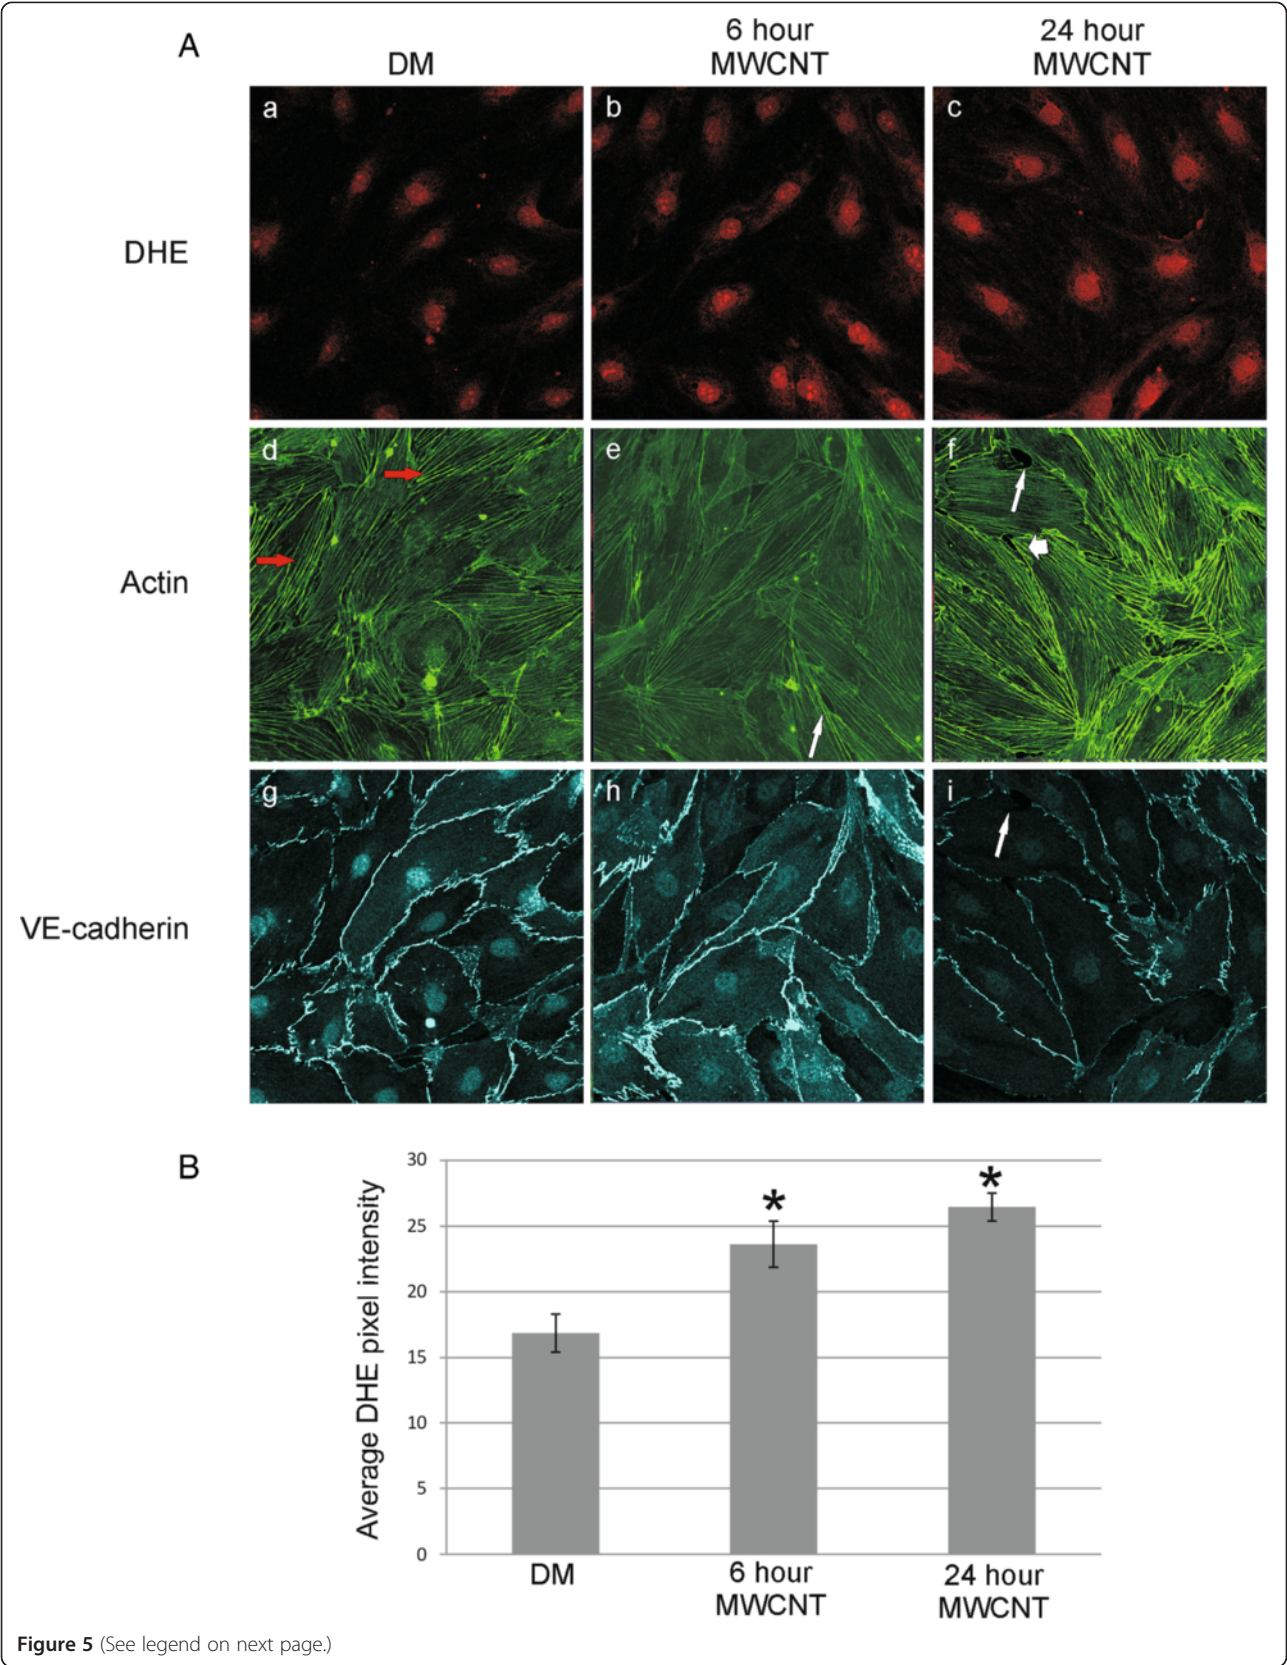 A
DM
6 hour
MWCNT
24 hour
MWCNT
DHE
a
b
c
Actin
d
e
f
VE-cadherin
g
h
i
B
Average DHE pixel intensity
30
25
20
15
10
5
0
*
*
DM
6 hour
MWCNT
24 hour
MWCNT
Figure 5 (See legend on next page.)